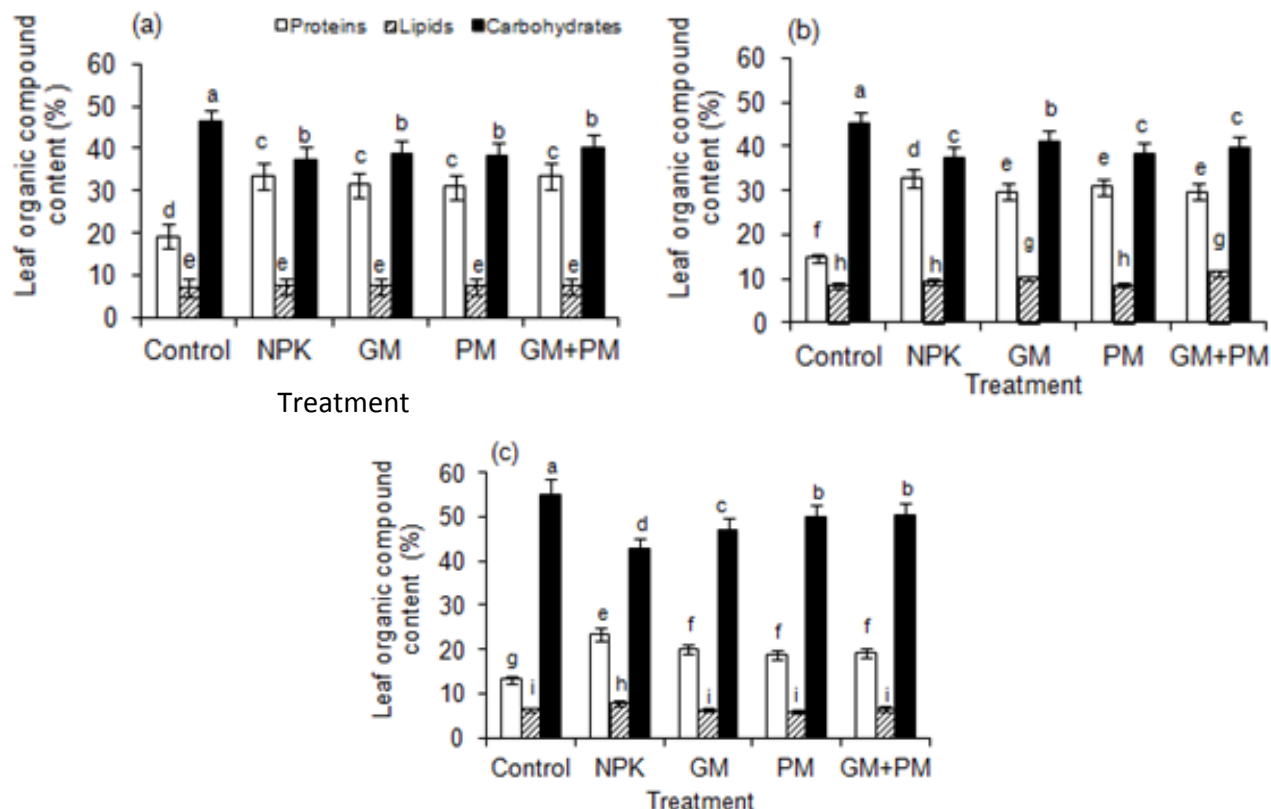 (a) Proteins Lipids Carbohydrates
Leaf organic compound
content (%)
60
50
40
30
20
10
0
a
c b
c b
c b
c b
d
e e e e e
Control NPK GM PM GM+PM
Treatment
(b)
Leaf organic compound
content (%)
60
50
40
30
20
10
0
a
d c
e b
e c
e c
f
h h g h g
Control NPK GM PM GM+PM
Treatment
(c)
Leaf organic compound
content (%)
60
50
40
30
20
10
0
a
d
c
b
b
g e f f f
i h i i i
Control NPK GM PM GM+PM
Treatment